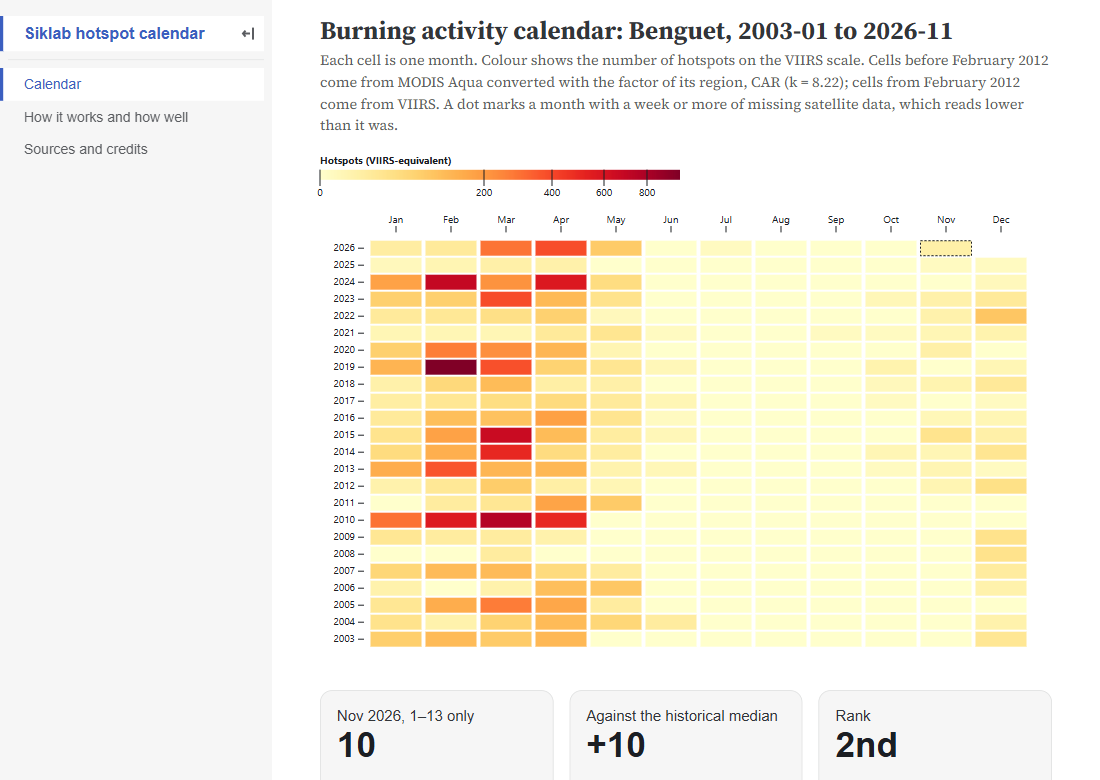 Siklab hotspot calendar
Calendar
How it works and how well
Sources and credits
Burning activity calendar: Benguet, 2003-01 to 2026-11
Each cell is one month. Colour shows the number of hotspots on the VIIRS scale. Cells before February 2012
come from MODIS Aqua converted with the factor of its region, CAR (k = 8.22); cells from February 2012
come from VIIRS. A dot marks a month with a week or more of missing satellite data, which reads lower
than it was.
Hotspots (VIIRS-equivalent)
0 200 400 600 800
Jan Feb Mar Apr May Jun Jul Aug Sep Oct Nov Dec
2026
2025
2024
2023
2022
2021
2020
2019
2018
2017
2016
2015
2014
2013
2012
2011
2010
2009
2008
2007
2006
2005
2004
2003
Nov 2026, 1–13 only
10
Against the historical median
+10
Rank
2nd